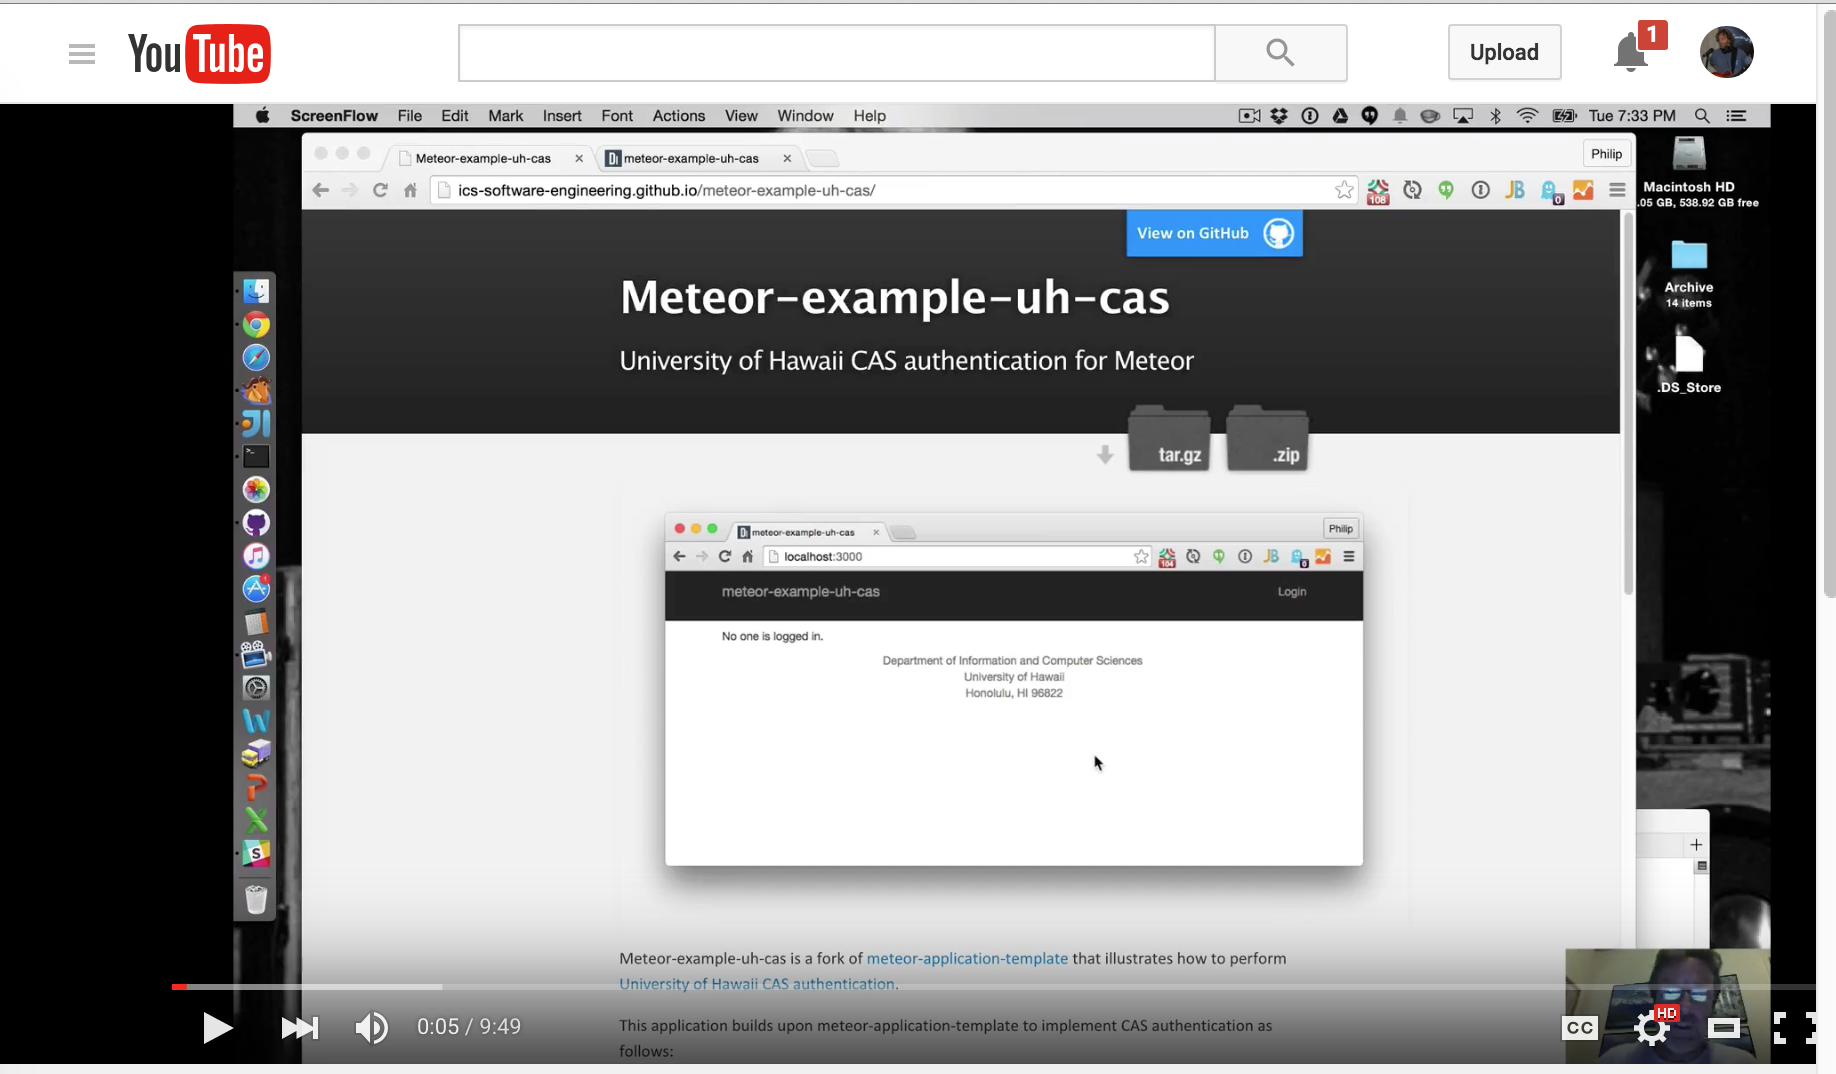 YouTube
Upload
1
ScreenFlow File Edit Mark Insert Font Actions View Window Help
Tue 7:33 PM
Meteor-example-uh-cas
meteor-example-uh-cas
Philip
ics-software-engineering.github.io/meteor-example-uh-cas/
108
JB
0
Macintosh HD
.05 GB, 538.92 GB free
View on GitHub
Archive
14 items
Meteor-example-uh-cas
University of Hawaii CAS authentication for Meteor
.DS_Store
tar.gz
.zip
meteor-example-uh-cas
Philip
localhost:3000
104
JB
0
meteor-example-uh-cas
Login
No one is logged in.
Department of Information and Computer Sciences
University of Hawaii
Honolulu, HI 96822
Meteor-example-uh-cas is a fork of meteor-application-template that illustrates how to perform
University of Hawaii CAS authentication.
This application builds upon meteor-application-template to implement CAS authentication as
follows:
0:05 / 9:49
CC
HD